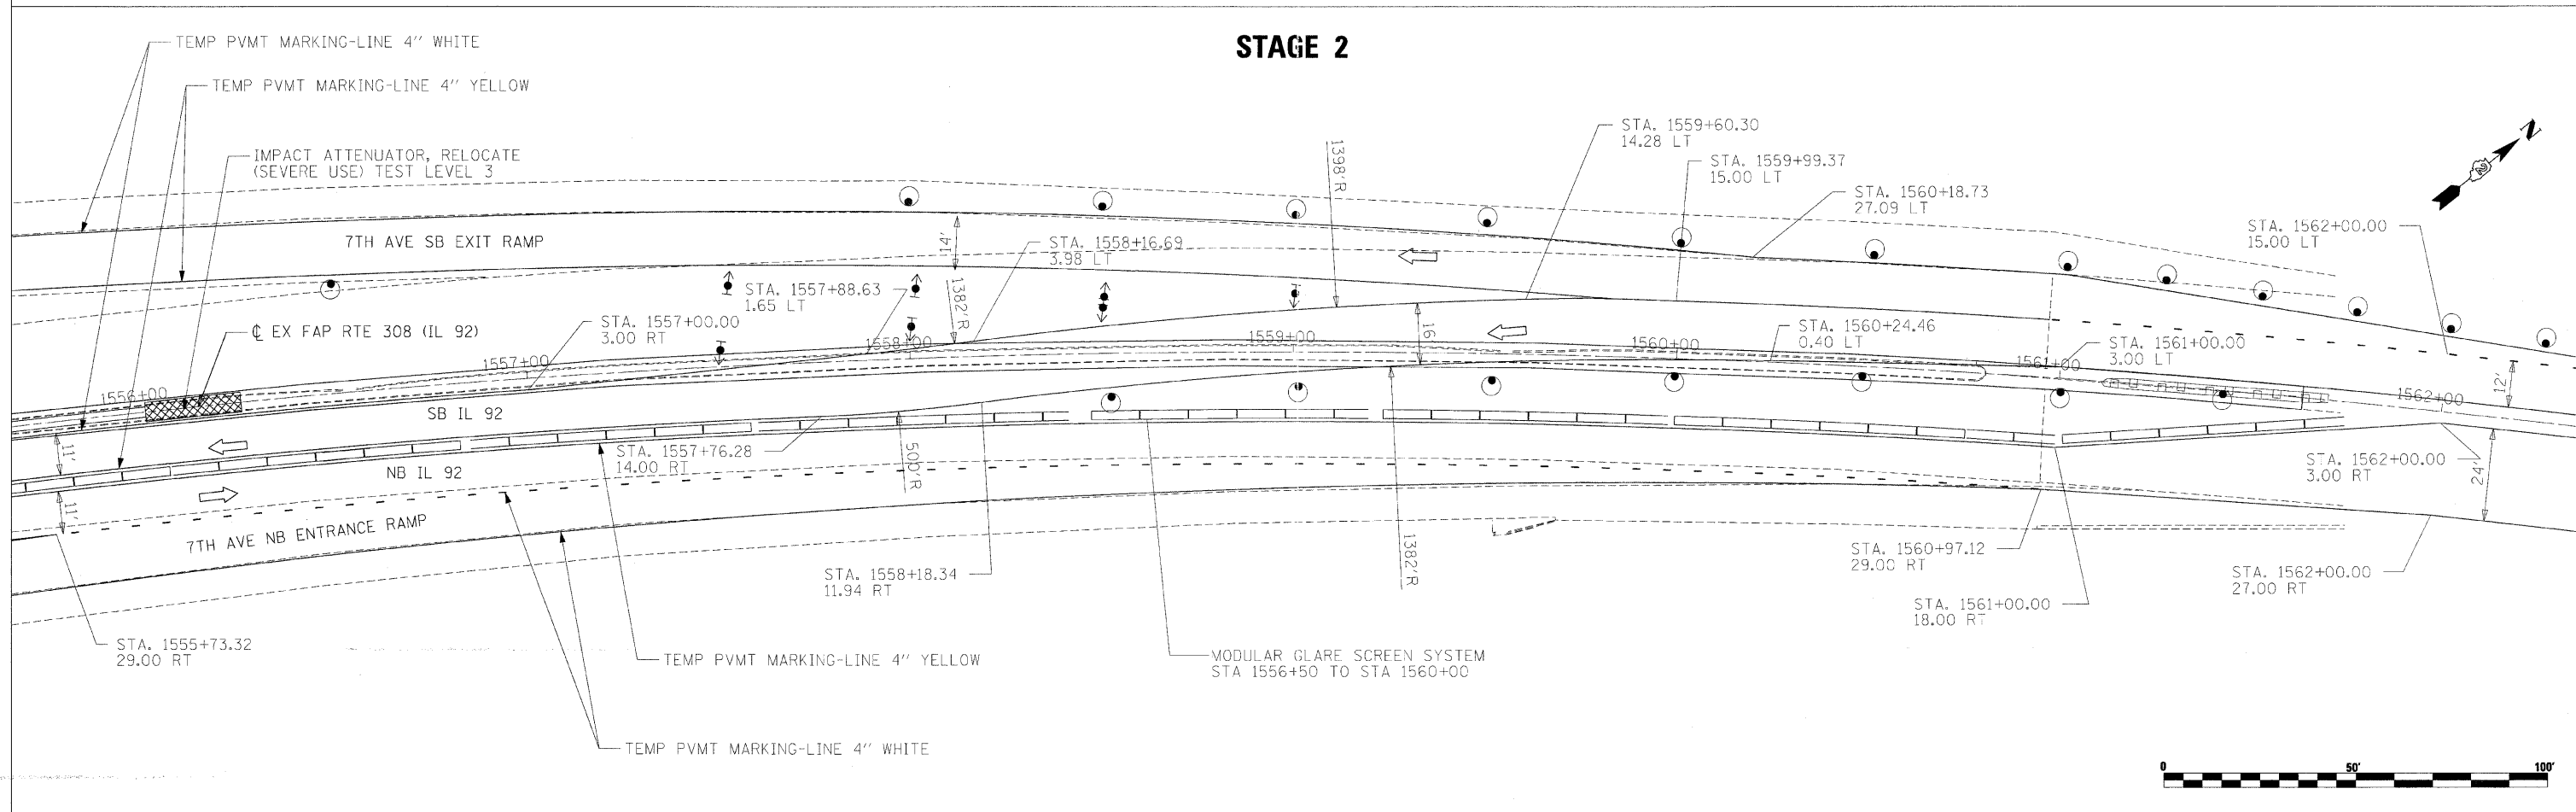 STAGE 2
TEMP PVMT MARKING-LINE 4" WHITE
TEMP PVMT MARKING-LINE 4" YELLOW
IMPACT ATTENUATOR, RELOCATE
(SEVERE USE) TEST LEVEL 3
7TH AVE SB EXIT RAMP
℄ EX FAP RTE 308 (IL 92)
STA. 1557+00.00
3.00 RT
STA. 1557+88.63
1.65 LT
14'
1382'R
STA. 1558+16.69
3.98 LT
1398'R
16'
STA. 1559+60.30
14.28 LT
STA. 1559+99.37
15.00 LT
STA. 1560+18.73
27.09 LT
STA. 1560+24.46
0.40 LT
STA. 1561+00.00
3.00 LT
STA. 1562+00.00
15.00 LT
N
12'
1556+00
1557+00
1558+00
1559+00
1560+00
1561+00
1562+00
SB IL 92
11'
NB IL 92
11'
7TH AVE NB ENTRANCE RAMP
STA. 1557+76.28
14.00 RT
500'R
STA. 1558+18.34
11.94 RT
1382'R
STA. 1555+73.32
29.00 RT
TEMP PVMT MARKING-LINE 4" YELLOW
TEMP PVMT MARKING-LINE 4" WHITE
MODULAR GLARE SCREEN SYSTEM
STA 1556+50 TO STA 1560+00
STA. 1560+97.12
29.00 RT
STA. 1561+00.00
18.00 RT
STA. 1562+00.00
3.00 RT
24'
STA. 1562+00.00
27.00 RT
0 50' 100'